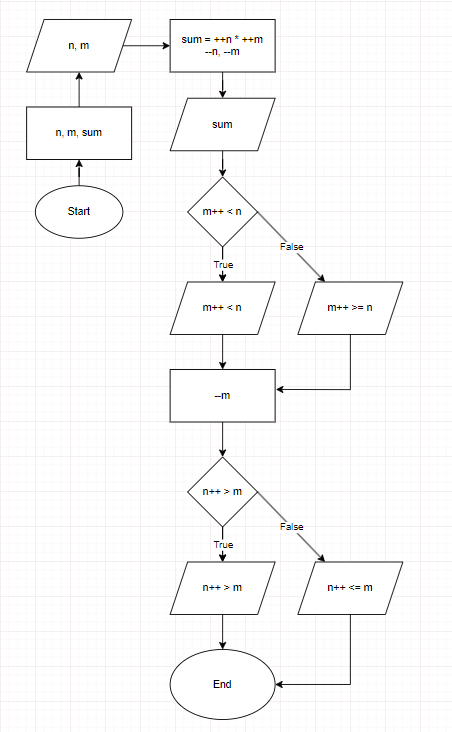 n, m
sum = ++n * ++m
--n, --m
n, m, sum
sum
Start
m++ < n
False
True
m++ < n
m++ >= n
--m
n++ > m
False
True
n++ > m
n++ <= m
End